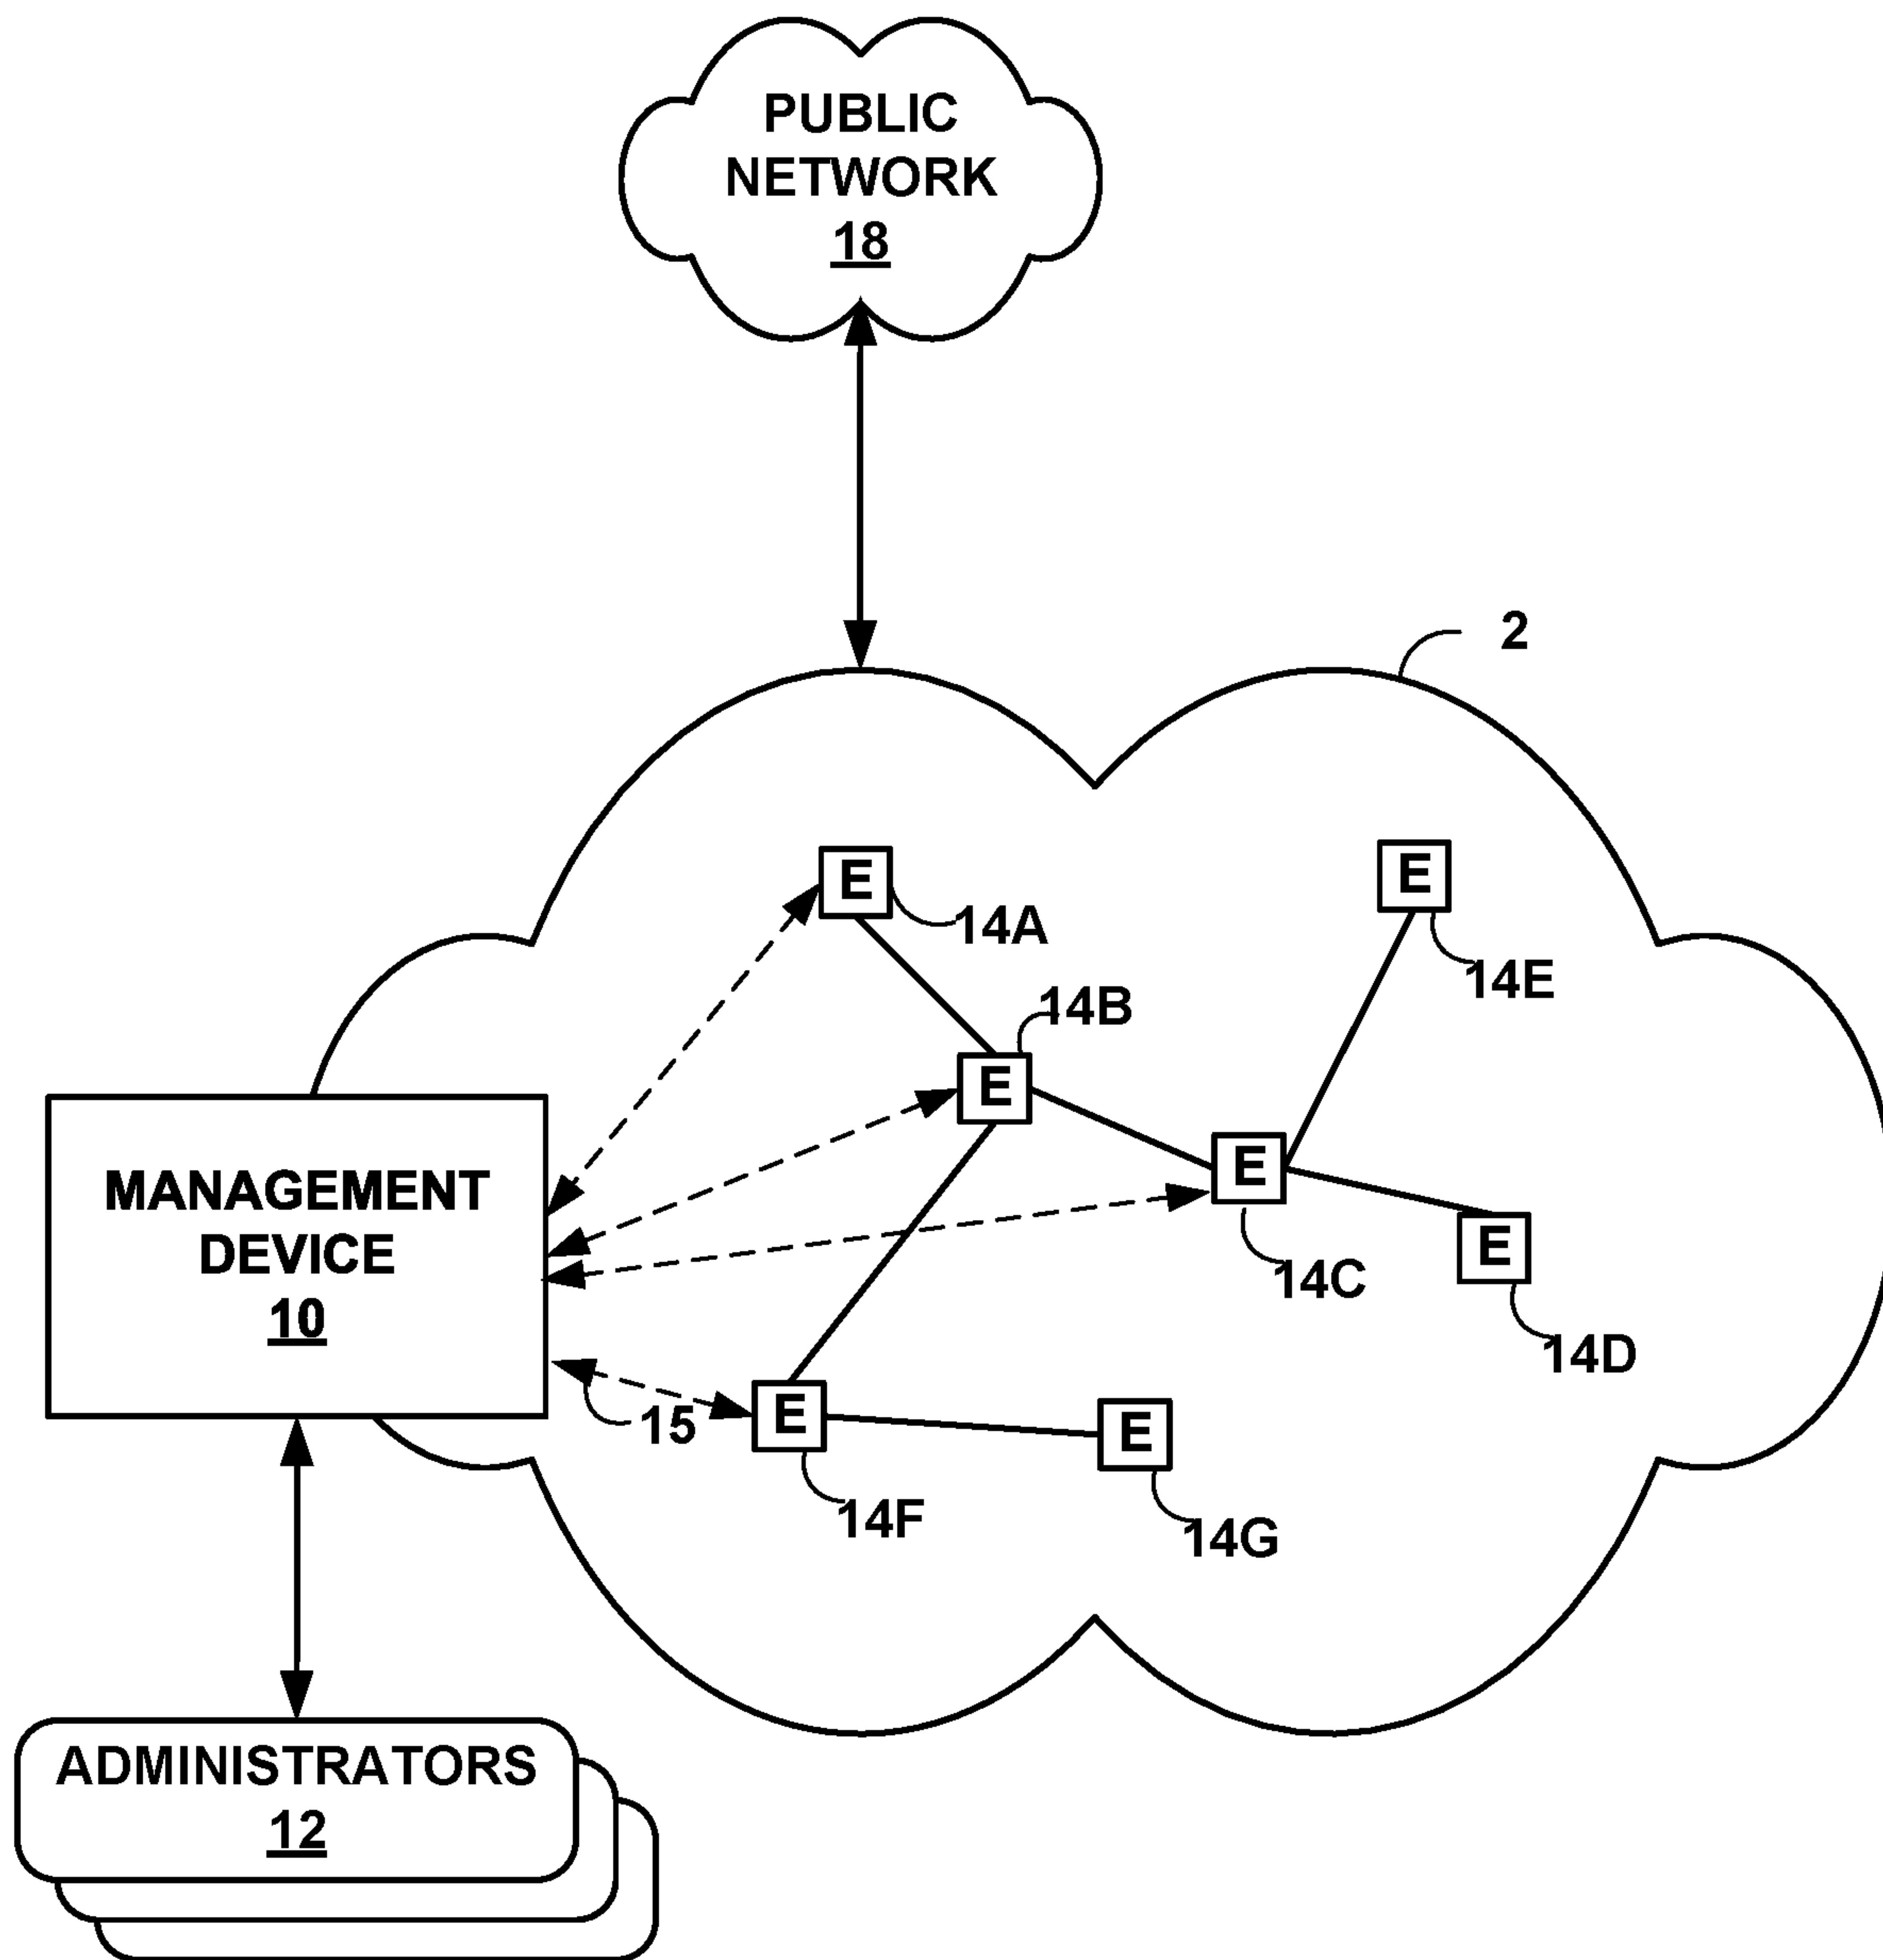 PUBLIC
NETWORK
18
2
E
14A
E
14E
14B
E
E
14C
E
14D
MANAGEMENT
DEVICE
10
15
E
14F
E
14G
ADMINISTRATORS
12